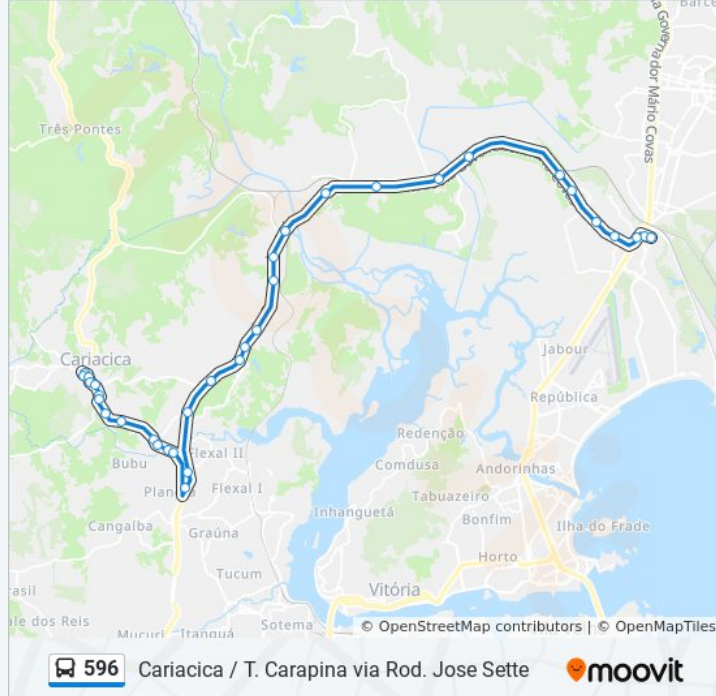 Barce
a Governador Mário Covas
Três Pontes
Covas
Cariacica
Jabour
República
Redenção
Flexal II
Comdusa
Andorinhas
Bubu
Tabuazeiro
Flexal I
Inhanguetá
Bonfim
Ilha do Frade
Cangaíba
Graúna
Horto
Tucum
Vitória
rasil
ale dos Reis
Mucuri
Itanguá
Sotema
© OpenStreetMap contributors | © OpenMapTiles
596 Cariacica / T. Carapina via Rod. Jose Sette moovit